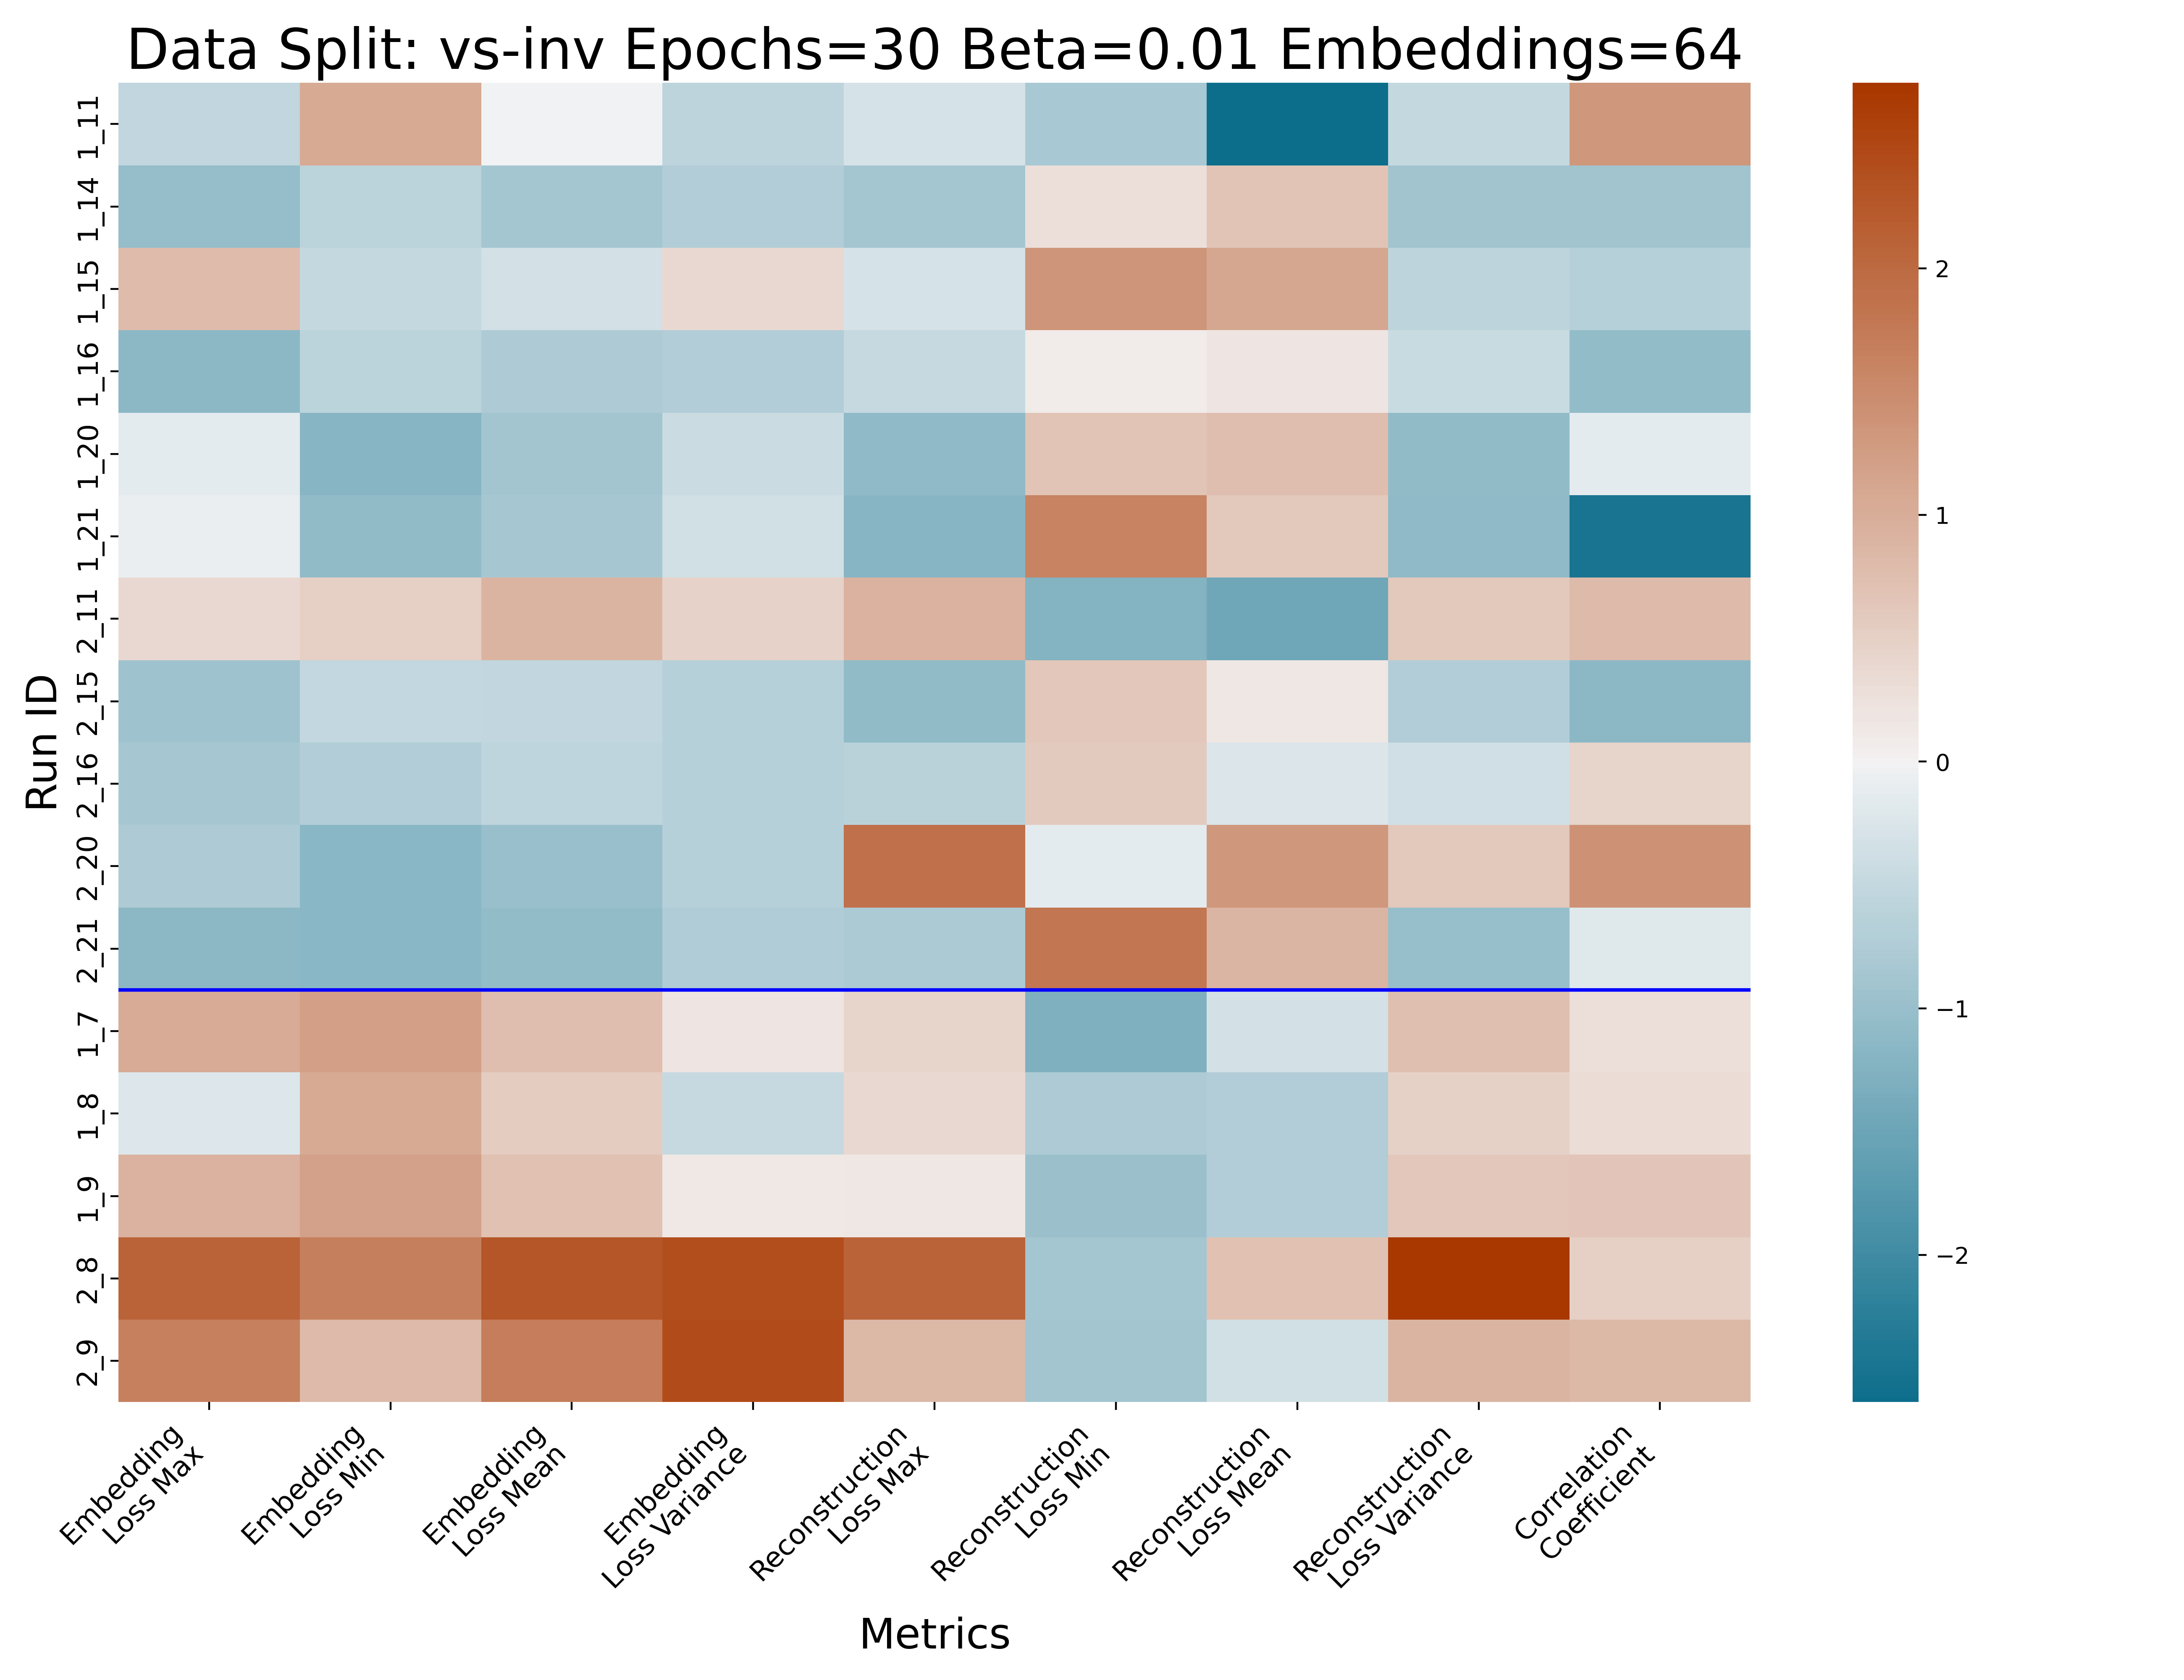 Data Split: vs-inv Epochs=30 Beta=0.01 Embeddings=64
Run ID
1_11
1_14
1_15
1_16
1_20
1_21
2_11
2_15
2_16
2_20
2_21
1_7
1_8
1_9
2_8
2_9
Embedding
Loss Max
Embedding
Loss Min
Embedding
Loss Mean
Embedding
Loss Variance
Reconstruction
Loss Max
Reconstruction
Loss Min
Reconstruction
Loss Mean
Reconstruction
Loss Variance
Correlation
Coefficient
Metrics
2
1
0
−1
−2